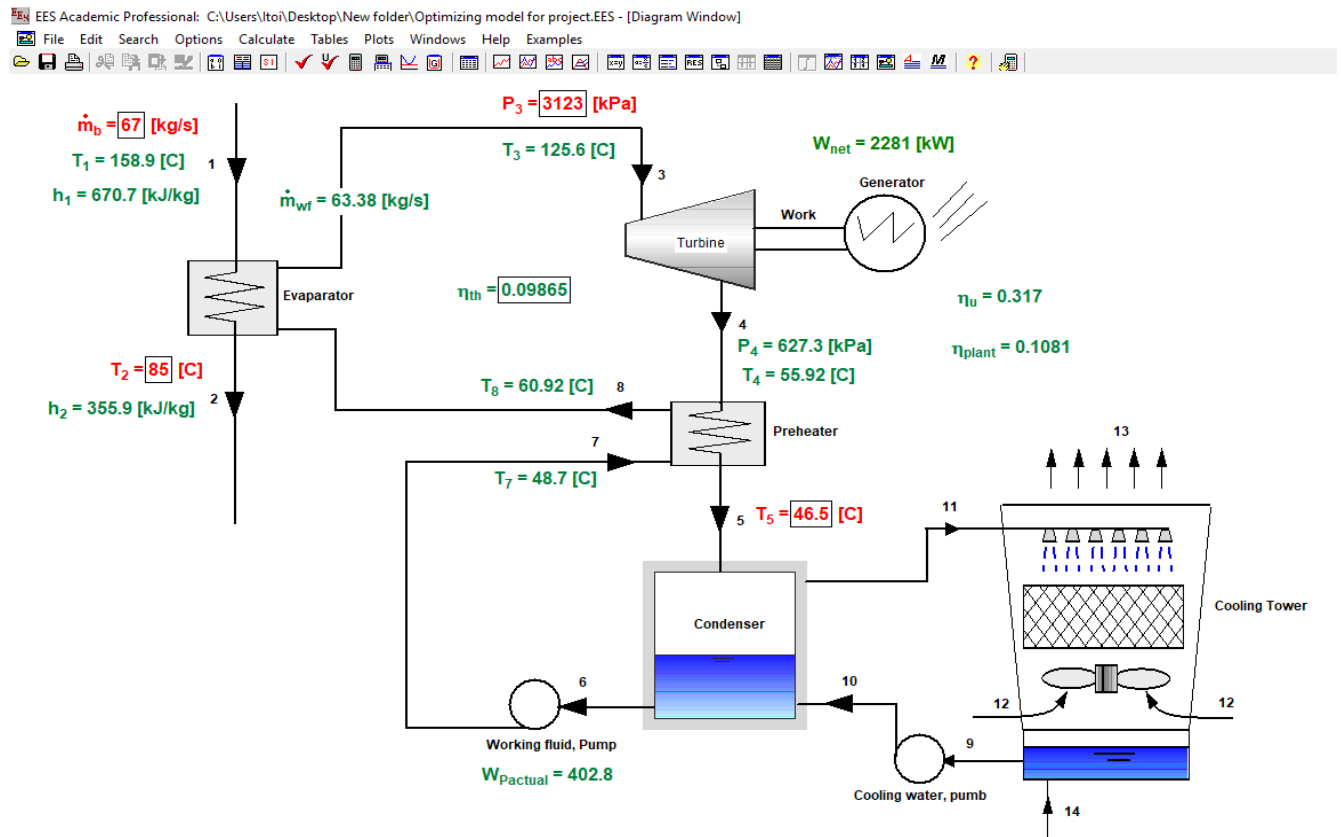 EES Academic Professional: C:\Users\Itoi\Desktop\New folder\Optimizing model for project.EES - [Diagram Window]
File Edit Search Options Calculate Tables Plots Windows Help Examples
ṁb = 67 [kg/s]
T1 = 158.9 [C]
1
h1 = 670.7 [kJ/kg]
ṁwf = 63.38 [kg/s]
P3 = 3123 [kPa]
T3 = 125.6 [C]
3
Wnet = 2281 [kW]
Generator
Work
Turbine
Evaparator
ηth = 0.09865
ηu = 0.317
4
P4 = 627.3 [kPa]
ηplant = 0.1081
T4 = 55.92 [C]
T2 = 85 [C]
h2 = 355.9 [kJ/kg]
2
T8 = 60.92 [C]
8
Preheater
7
T7 = 48.7 [C]
13
5
T5 = 46.5 [C]
11
Cooling Tower
Condenser
6
10
12
12
Working fluid, Pump
WPactual = 402.8
9
Cooling water, pumb
14